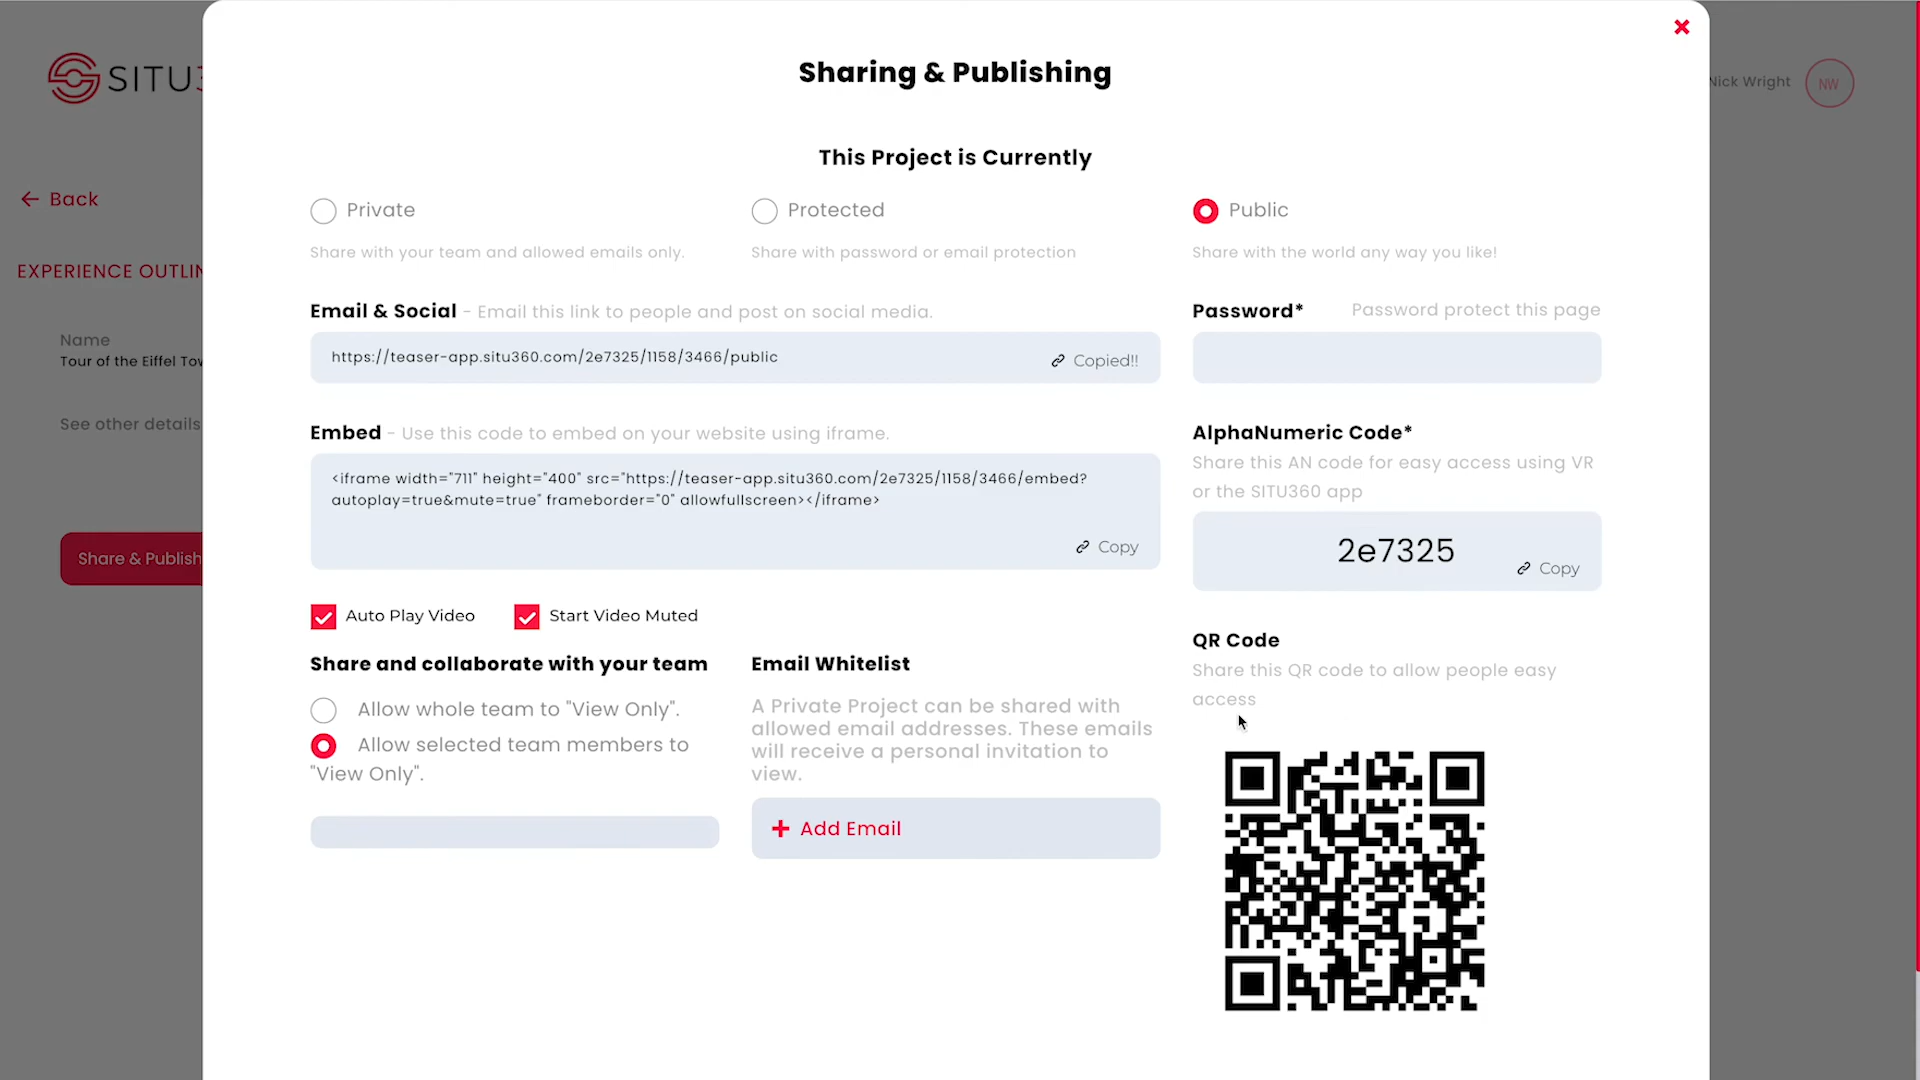 SITU3
Nick Wright
NW
Back
EXPERIENCE OUTLIN
Name
Tour of the Eiffel Tow
See other details
Share & Publish
Sharing & Publishing
This Project is Currently
Private
Share with your team and allowed emails only.
Protected
Share with password or email protection
Public
Share with the world any way you like!
Email & Social - Email this link to people and post on social media.
https://teaser-app.situ360.com/2e7325/1158/3466/public
Copied!!
Password* Password protect this page
Embed - Use this code to embed on your website using iframe.
<iframe width="711" height="400" src="https://teaser-app.situ360.com/2e7325/1158/3466/embed?
autoplay=true&mute=true" frameborder="0" allowfullscreen></iframe>
Copy
AlphaNumeric Code*
Share this AN code for easy access using VR
or the SITU360 app
2e7325
Copy
Auto Play Video
Start Video Muted
Share and collaborate with your team
Allow whole team to "View Only".
Allow selected team members to
"View Only".
Email Whitelist
A Private Project can be shared with
allowed email addresses. These emails
will receive a personal invitation to
view.
Add Email
QR Code
Share this QR code to allow people easy
access